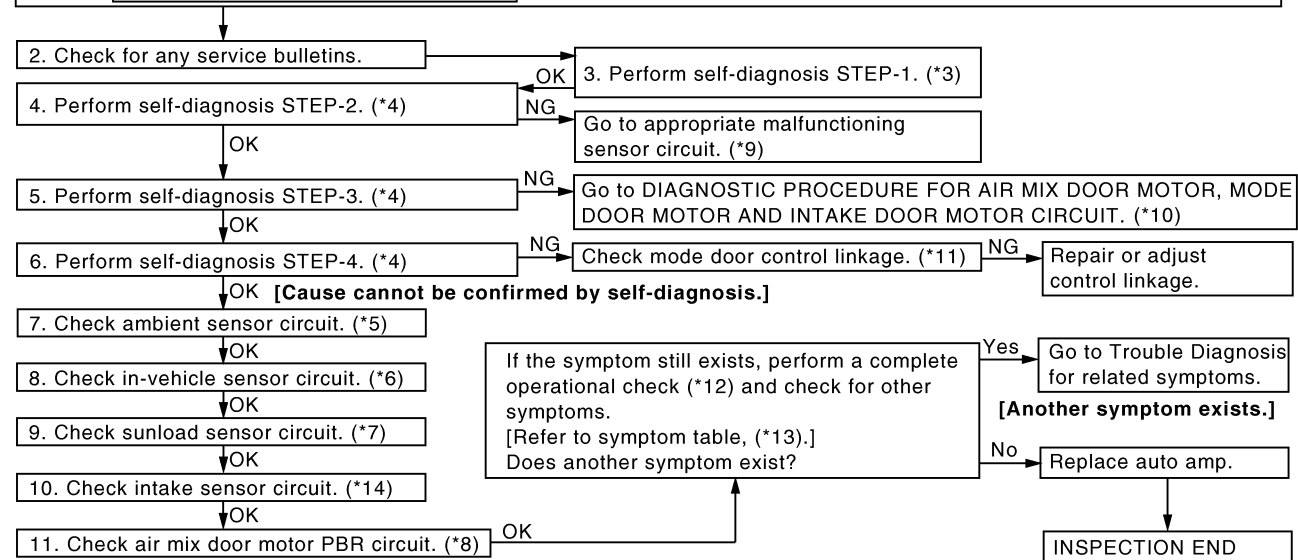 2. Check for any service bulletins.
3. Perform self-diagnosis STEP-1. (*3)
OK
4. Perform self-diagnosis STEP-2. (*4)
NG
Go to appropriate malfunctioning
sensor circuit. (*9)
OK
5. Perform self-diagnosis STEP-3. (*4)
NG
Go to DIAGNOSTIC PROCEDURE FOR AIR MIX DOOR MOTOR, MODE
DOOR MOTOR AND INTAKE DOOR MOTOR CIRCUIT. (*10)
OK
6. Perform self-diagnosis STEP-4. (*4)
NG
Check mode door control linkage. (*11)
NG
Repair or adjust
control linkage.
OK
[Cause cannot be confirmed by self-diagnosis.]
7. Check ambient sensor circuit. (*5)
OK
8. Check in-vehicle sensor circuit. (*6)
OK
9. Check sunload sensor circuit. (*7)
OK
10. Check intake sensor circuit. (*14)
OK
11. Check air mix door motor PBR circuit. (*8)
OK
If the symptom still exists, perform a complete
operational check (*12) and check for other
symptoms.
[Refer to symptom table, (*13).]
Does another symptom exist?
Yes
Go to Trouble Diagnosis
for related symptoms.
[Another symptom exists.]
No
Replace auto amp.
INSPECTION END